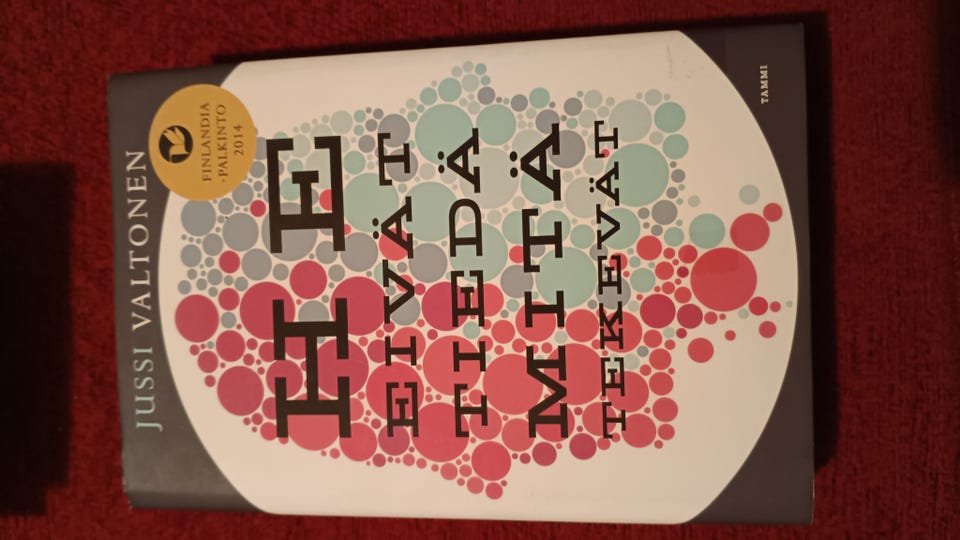 JUSSI VALTONEN
FINLANDIA
-PALKINTO
2014
HE
EIVÄT
TIEDÄ
MITÄ
TEKEVÄT
TAMMI